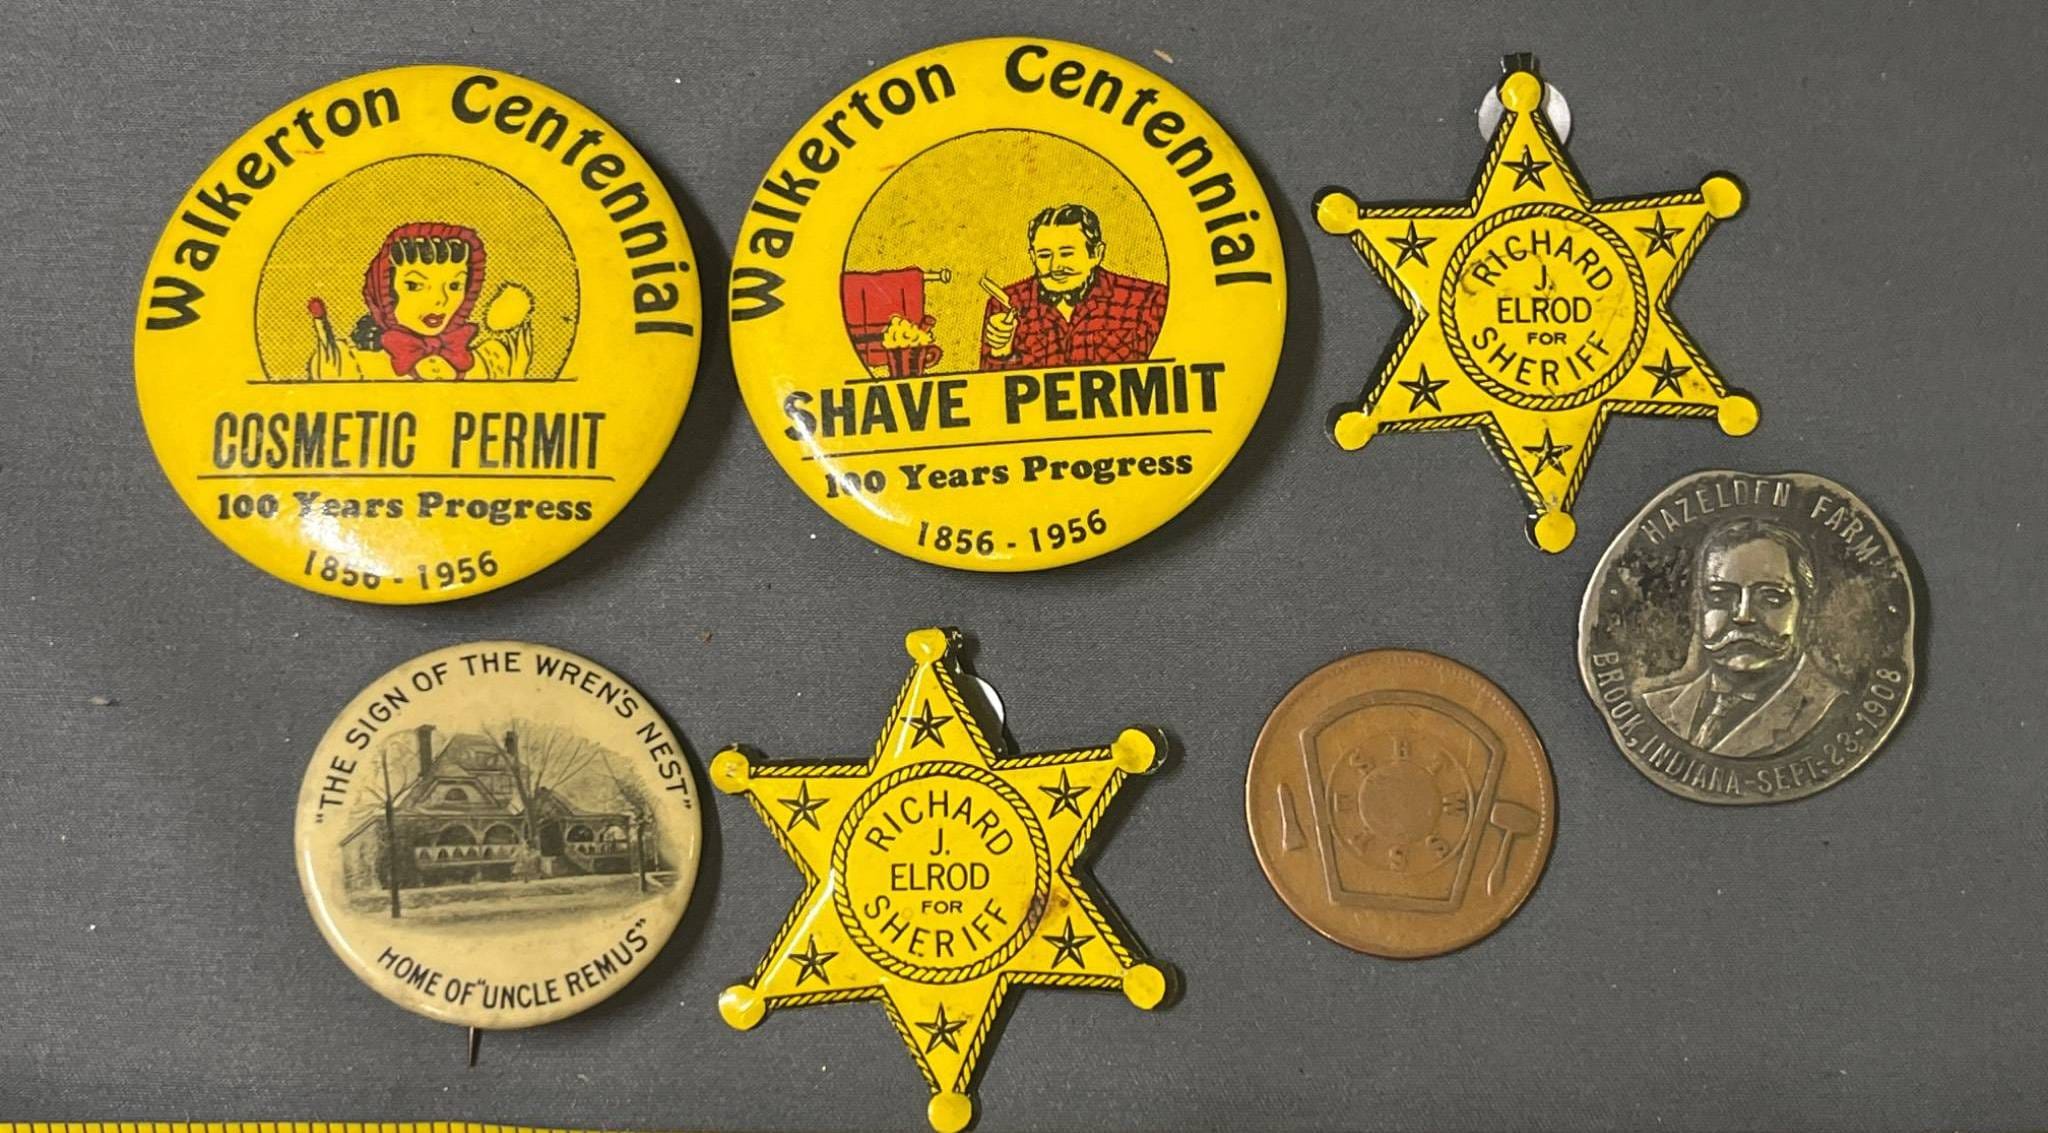 Walkerton Centennial
COSMETIC PERMIT
100 Years Progress
1856 - 1956
Walkerton Centennial
SHAVE PERMIT
100 Years Progress
1856 - 1956
RICHARD
J.
ELROD
FOR
SHERIFF
HAZELDEN FARM
BROOK, INDIANA-SEPT-23-1908
"THE SIGN OF THE WREN'S NEST"
HOME OF "UNCLE REMUS"
RICHARD
J.
ELROD
FOR
SHERIFF
HTWSSTKS